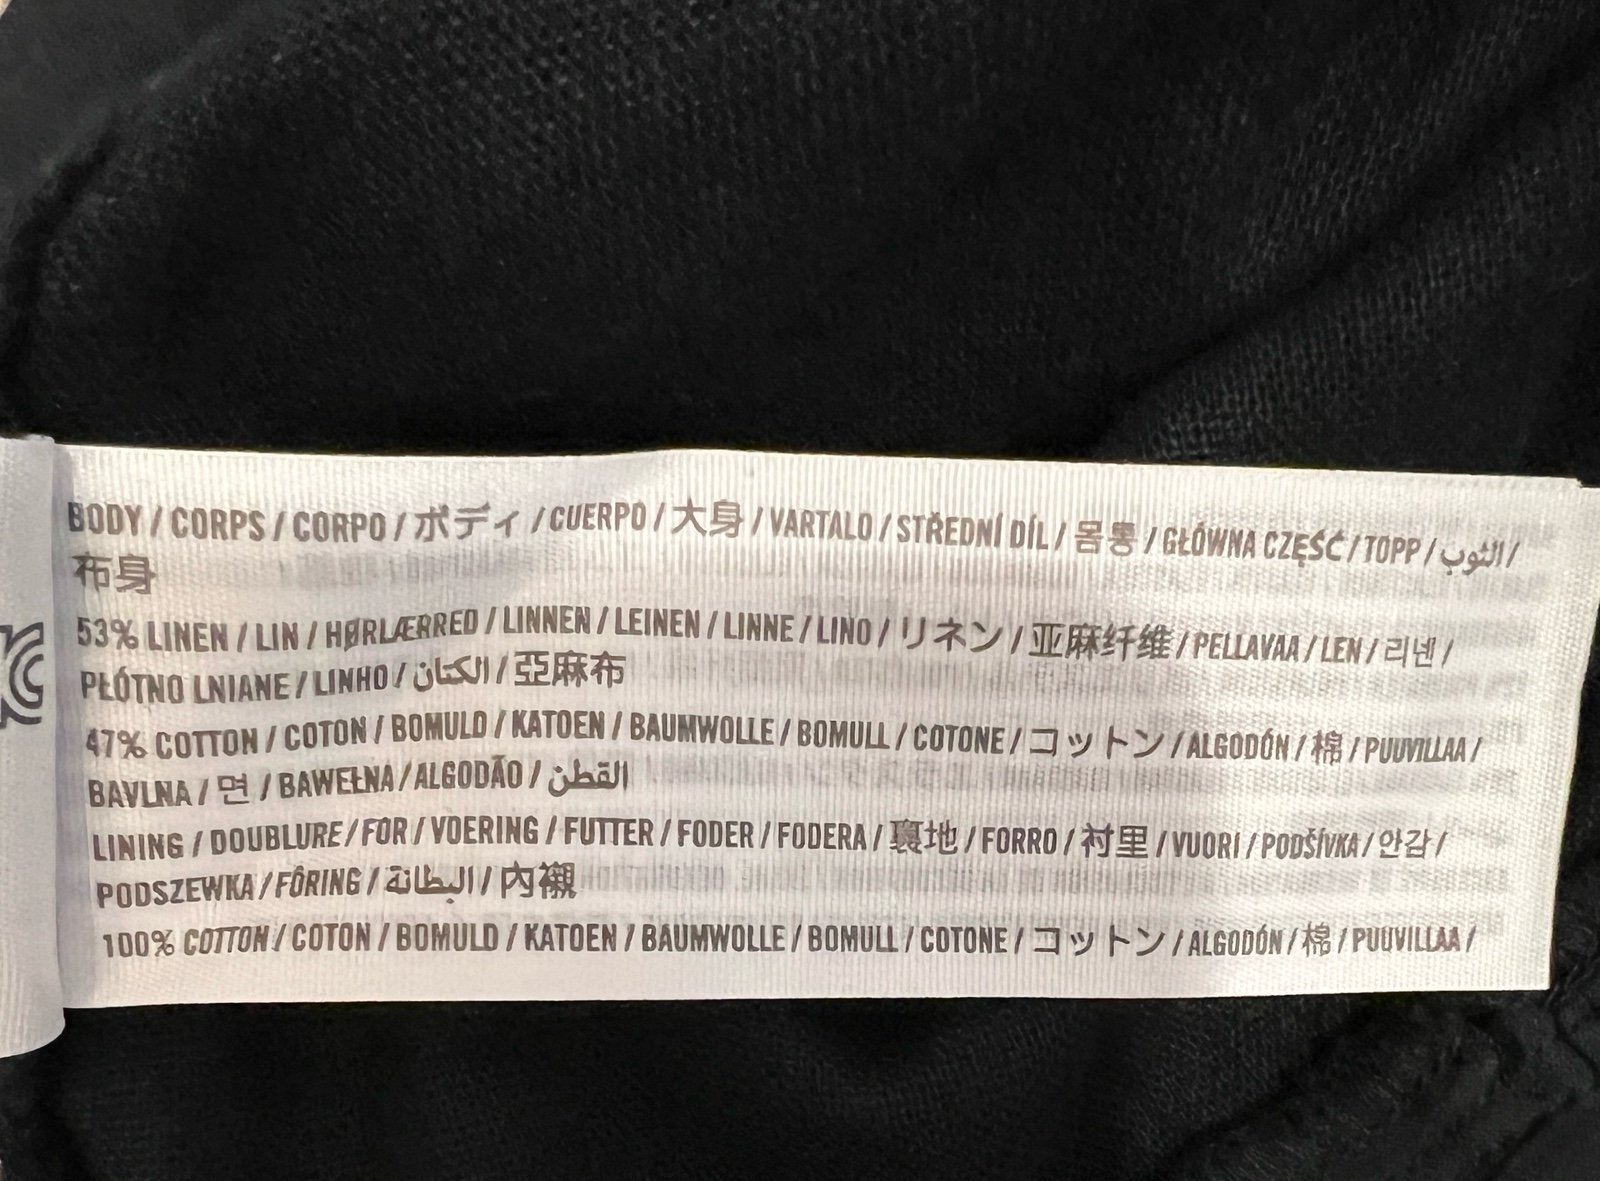 BODY / CORPS / CORPO / ボディ / CUERPO / 大身 / VARTALO / STŘEDNÍ DÍL / 몸통 / GŁÓWNA CZĘŚĆ / TOPP / الثوب /
布身
53% LINEN / LIN / HØRLÆRRED / LINNEN / LEINEN / LINNE / LINO / リネン / 亚麻纤维 / PELLAVAA / LEN / 리넨 /
PŁÓTNO LNIANE / LINHO / الكتان / 亞麻布
47% COTTON / COTON / BOMULD / KATOEN / BAUMWOLLE / BOMULL / COTONE / コットン / ALGODÓN / 棉 / PUUVILLAA /
BAVLNA / 면 / BAWEŁNA / ALGODÃO / القطن
LINING / DOUBLURE / FOR / VOERING / FUTTER / FODER / FODERA / 裏地 / FORRO / 衬里 / VUORI / PODŠÍVKA / 안감 /
PODSZEWKA / FÔRING / البطانة / 內襯
100% COTTON / COTON / BOMULD / KATOEN / BAUMWOLLE / BOMULL / COTONE / コットン / ALGODÓN / 棉 / PUUVILLAA /